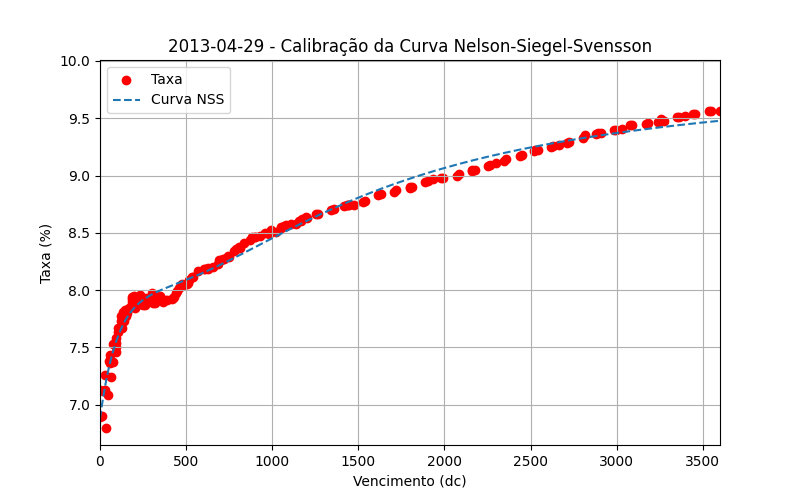 2013-04-29 - Calibração da Curva Nelson-Siegel-Svensson
Taxa
Curva NSS
Taxa (%)
10.0
9.5
9.0
8.5
8.0
7.5
7.0
0 500 1000 1500 2000 2500 3000 3500
Vencimento (dc)